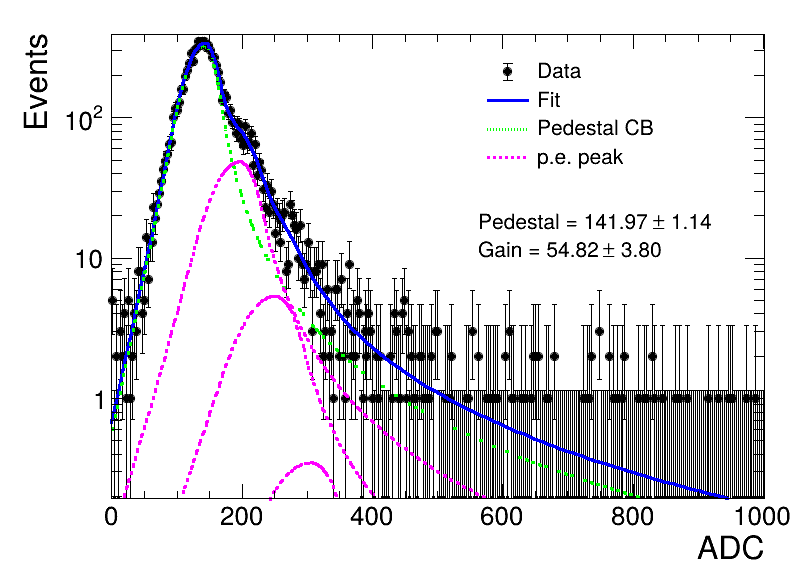 Events
10²
10
1
Data
Fit
Pedestal CB
p.e. peak
Pedestal = 141.97 ± 1.14
Gain = 54.82 ± 3.80
0 200 400 600 800 1000
ADC